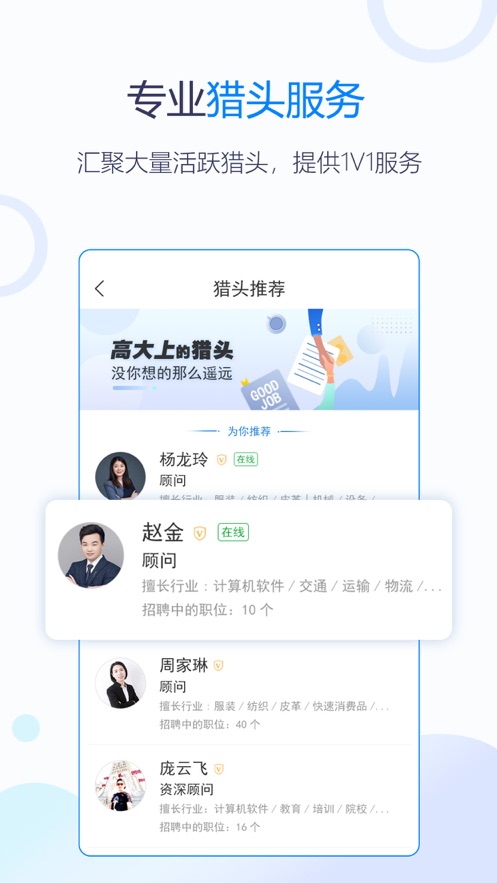 专业猎头服务
汇聚大量活跃猎头，提供1V1服务
猎头推荐
高大上的猎头
没你想的那么遥远
GOOD
JOB
为你推荐
杨龙玲 V 在线
顾问
擅长行业：服装 / 纺织 / 皮革 | 机械 / 设备 /
赵金 V 在线
顾问
擅长行业：计算机软件 / 交通 / 运输 / 物流 /...
招聘中的职位：10 个
周家琳 V
顾问
擅长行业：服装 / 纺织 / 皮革 / 快速消费品 /...
招聘中的职位：40 个
庞云飞 V
资深顾问
擅长行业：计算机软件 / 教育 / 培训 / 院校 /...
招聘中的职位：16 个